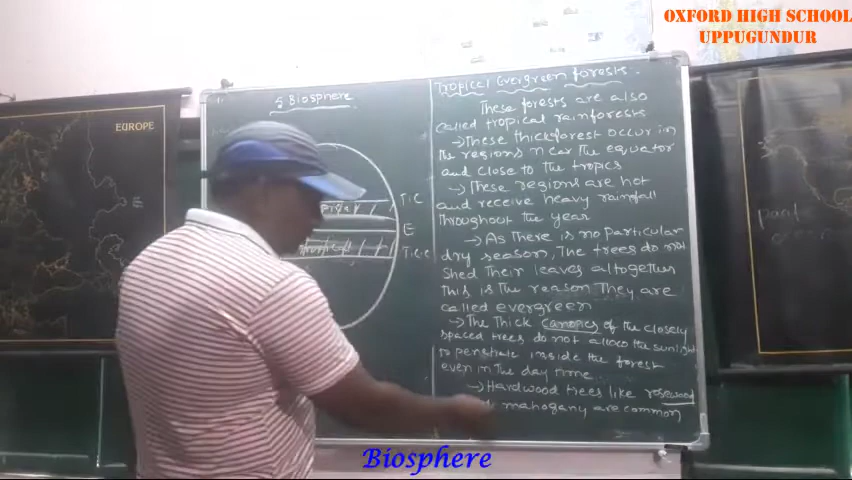 OXFORD HIGH SCHOOL
UPPUGUNDUR
EUROPE
5 Biosphere
T.C
E
Tropical Evergreen forests.
These forests are also
called tropical rainforests
→These thickforest occur in
the regions near the equator
and close to the tropics
→These regions are hot
and receive heavy rainfall
throughout the year
→As There is no particular
dry season, The trees do not
shed Their leaves altogether
this is the reason They are
called evergreen
→The Thick canopies of the closely
spaced trees do not allow the sunlight
to penetrate inside the forest
even in The day time.
→Hardwood trees like rosewood
mahogany are common
Biosphere